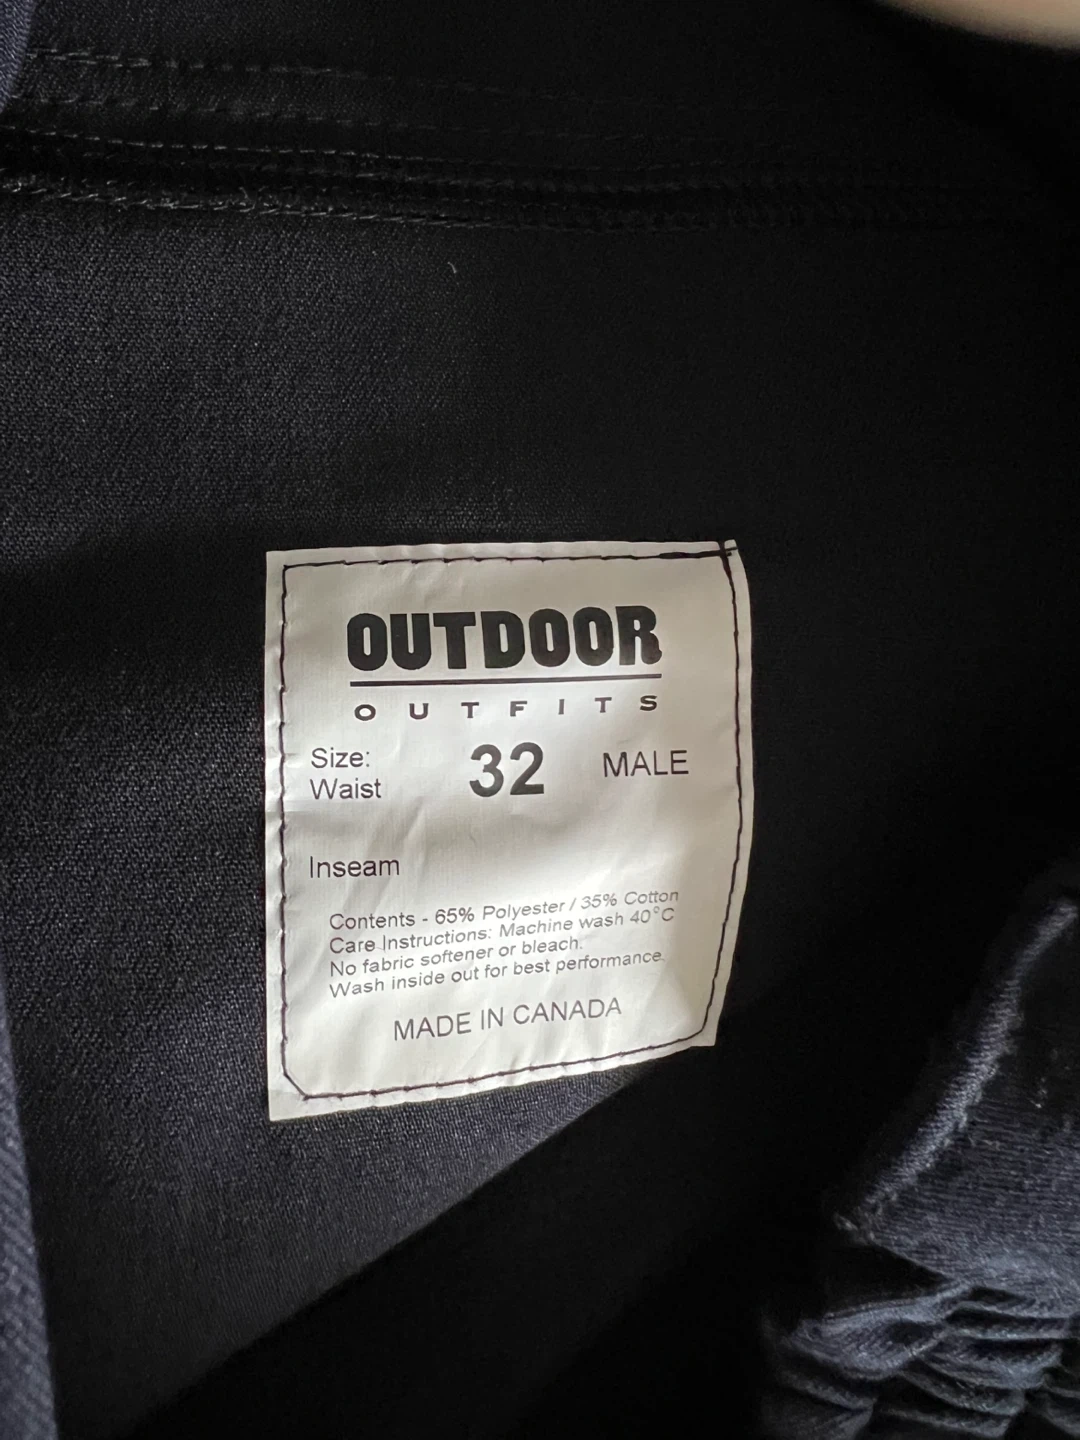 OUTDOOR
OUTFITS
Size: 32 MALE
Waist
Inseam
Contents - 65% Polyester / 35% Cotton
Care Instructions: Machine wash 40°C
No fabric softener or bleach.
Wash inside out for best performance.
MADE IN CANADA